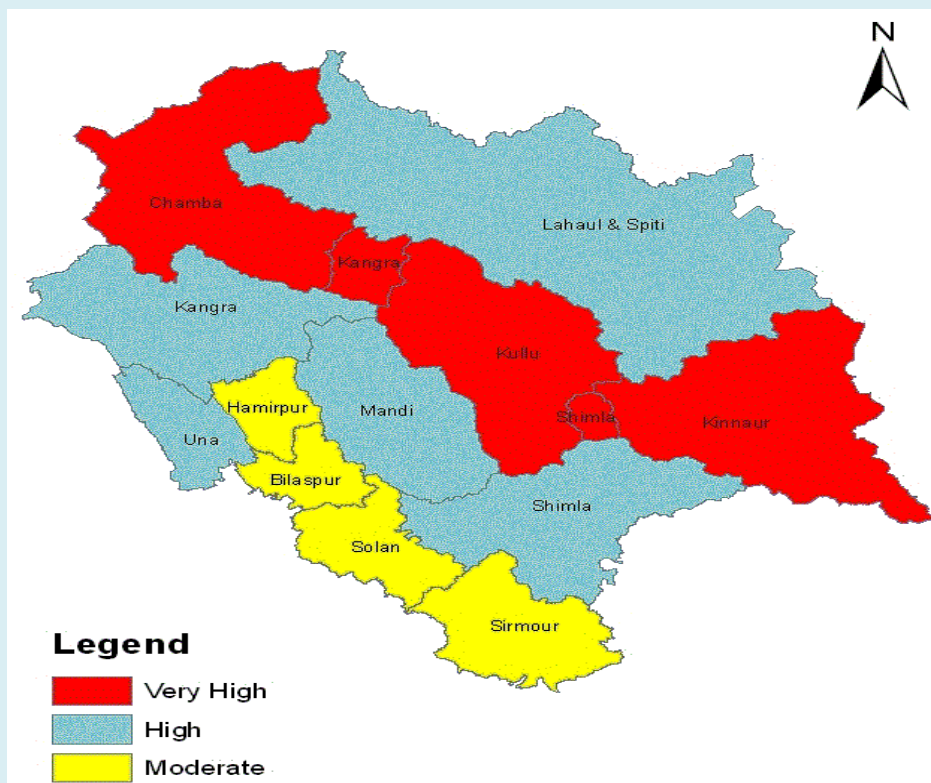 N
Chamba
Lahaul & Spiti
Kangra
Kangra
Kullu
Hamirpur
Mandi
Shimla
Kinnaur
Una
Bilaspur
Shimla
Solan
Sirmour
Legend
Very High
High
Moderate